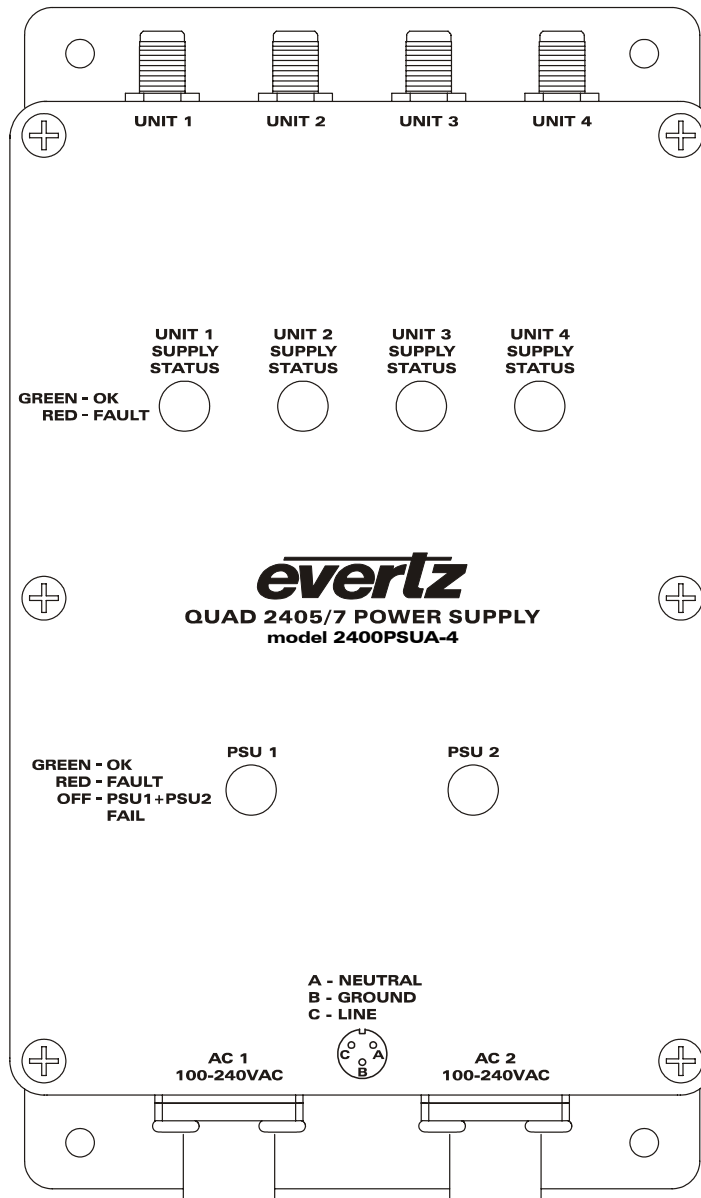 UNIT 1 UNIT 2 UNIT 3 UNIT 4
UNIT 1 SUPPLY STATUS
UNIT 2 SUPPLY STATUS
UNIT 3 SUPPLY STATUS
UNIT 4 SUPPLY STATUS
GREEN - OK
RED - FAULT
evertz
QUAD 2405/7 POWER SUPPLY
model 2400PSUA-4
PSU 1 PSU 2
GREEN - OK
RED - FAULT
OFF - PSU1+PSU2
FAIL
A - NEUTRAL
B - GROUND
C - LINE
C A
B
AC 1
100-240VAC
AC 2
100-240VAC